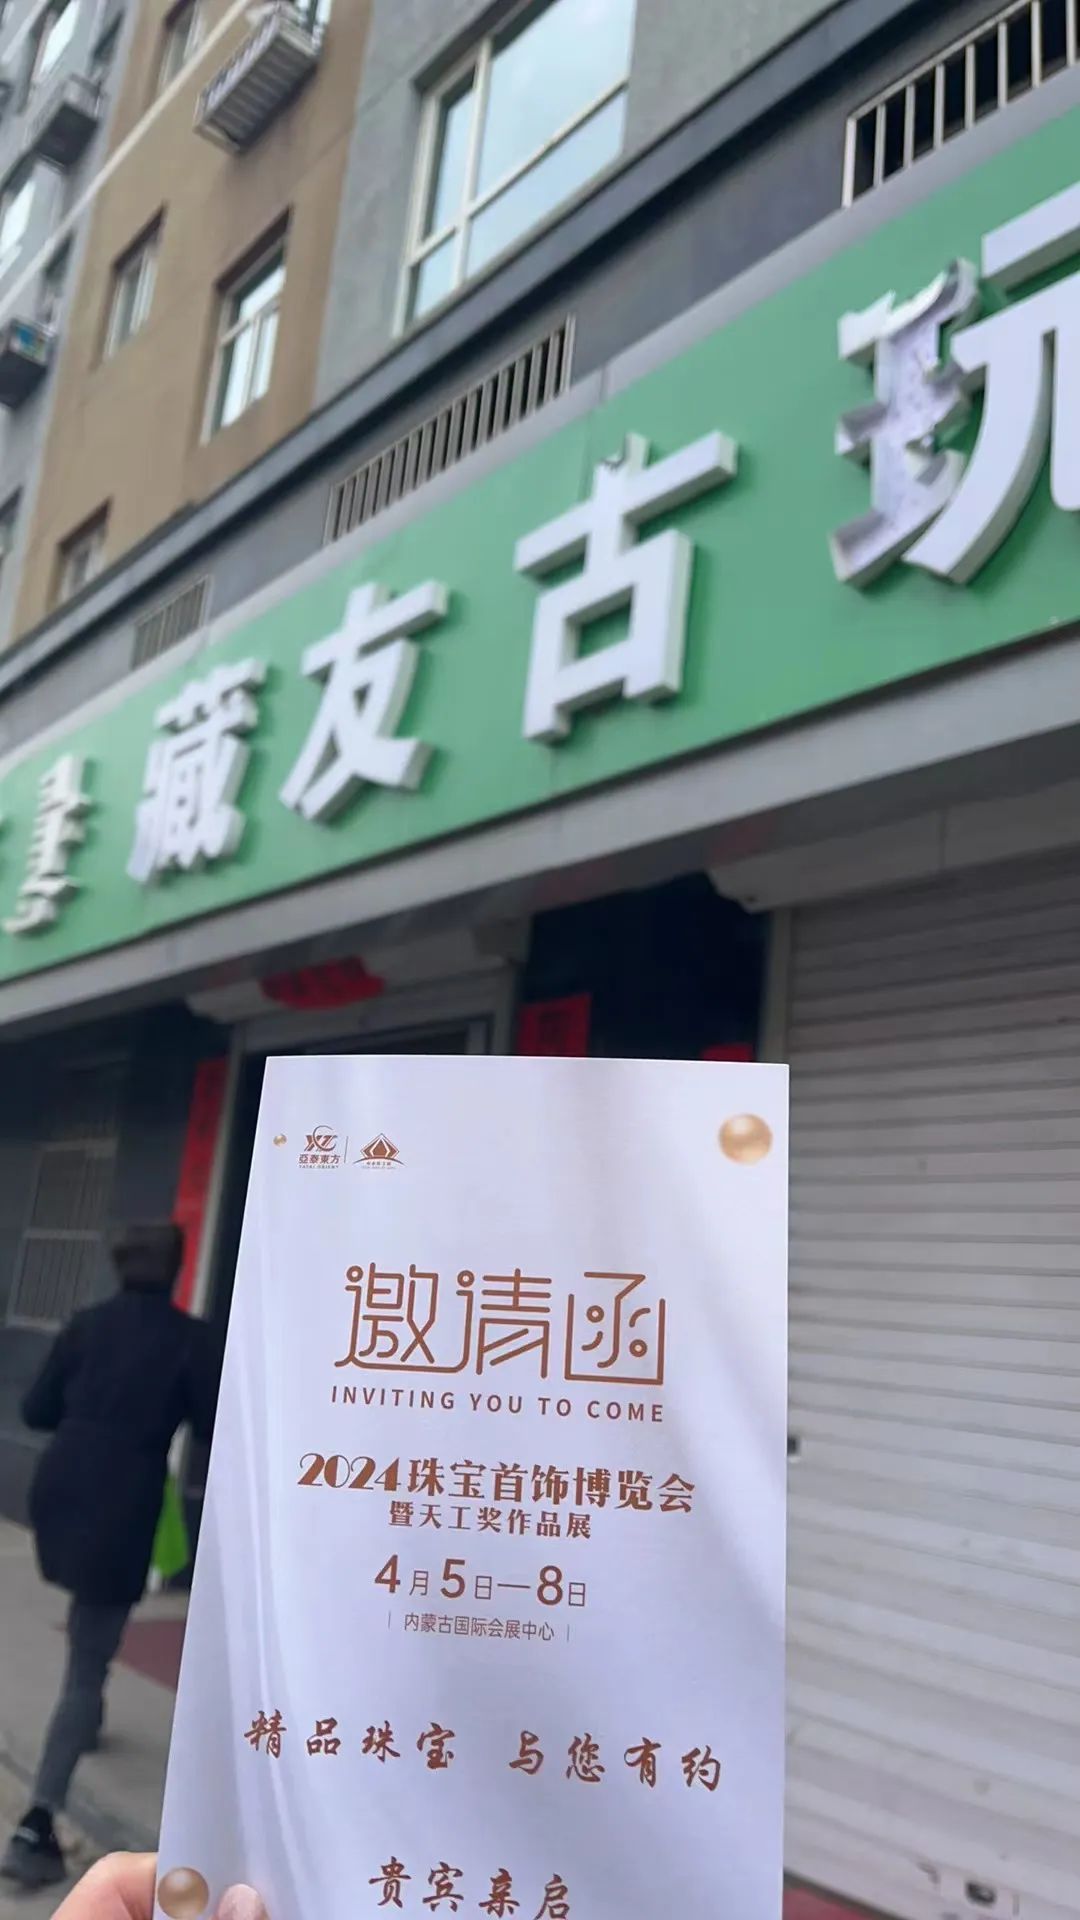 藏友古玩
亞泰東方
YATAI ORIENT
邀请函
INVITING YOU TO COME
2024珠宝首饰博览会
暨天工奖作品展
4月5日—8日
内蒙古国际会展中心
精品珠宝 与您有约
贵宾亲启